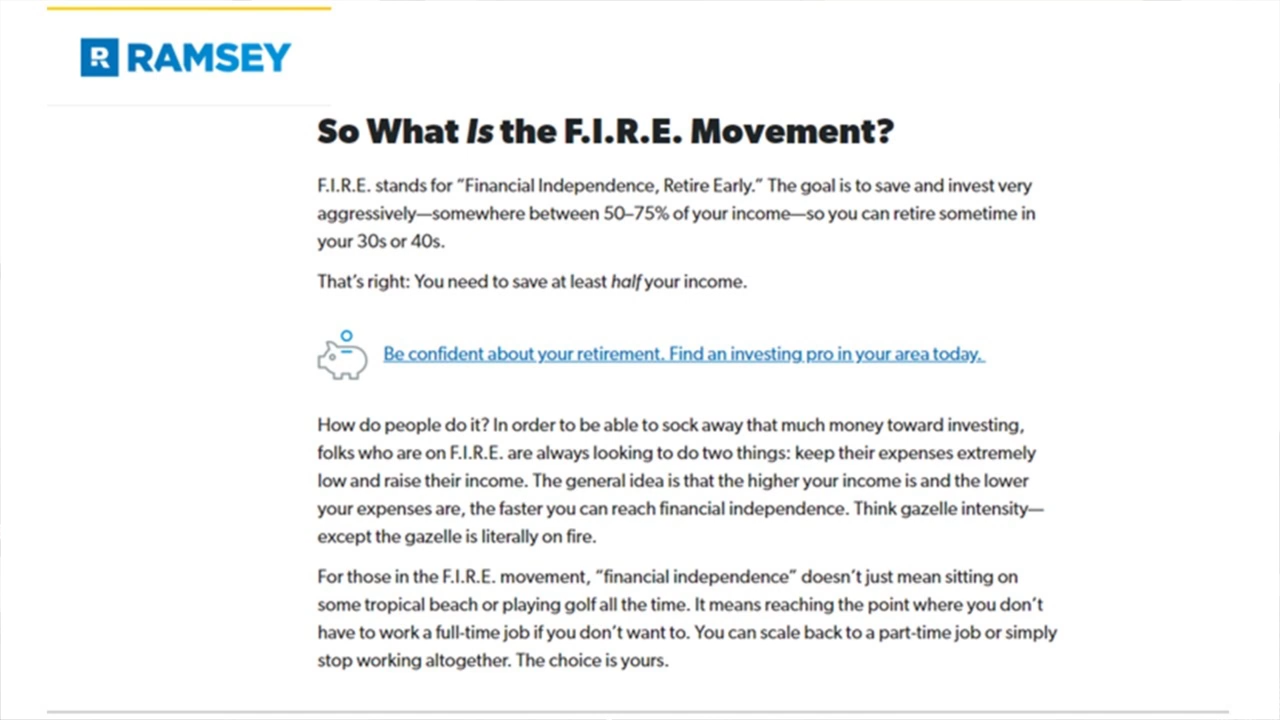 RAMSEY
So What Is the F.I.R.E. Movement?
F.I.R.E. stands for “Financial Independence, Retire Early.” The goal is to save and invest very
aggressively—somewhere between 50–75% of your income—so you can retire sometime in
your 30s or 40s.
That’s right: You need to save at least half your income.
Be confident about your retirement. Find an investing pro in your area today.
How do people do it? In order to be able to sock away that much money toward investing,
folks who are on F.I.R.E. are always looking to do two things: keep their expenses extremely
low and raise their income. The general idea is that the higher your income is and the lower
your expenses are, the faster you can reach financial independence. Think gazelle intensity—
except the gazelle is literally on fire.
For those in the F.I.R.E. movement, “financial independence” doesn’t just mean sitting on
some tropical beach or playing golf all the time. It means reaching the point where you don’t
have to work a full-time job if you don’t want to. You can scale back to a part-time job or simply
stop working altogether. The choice is yours.